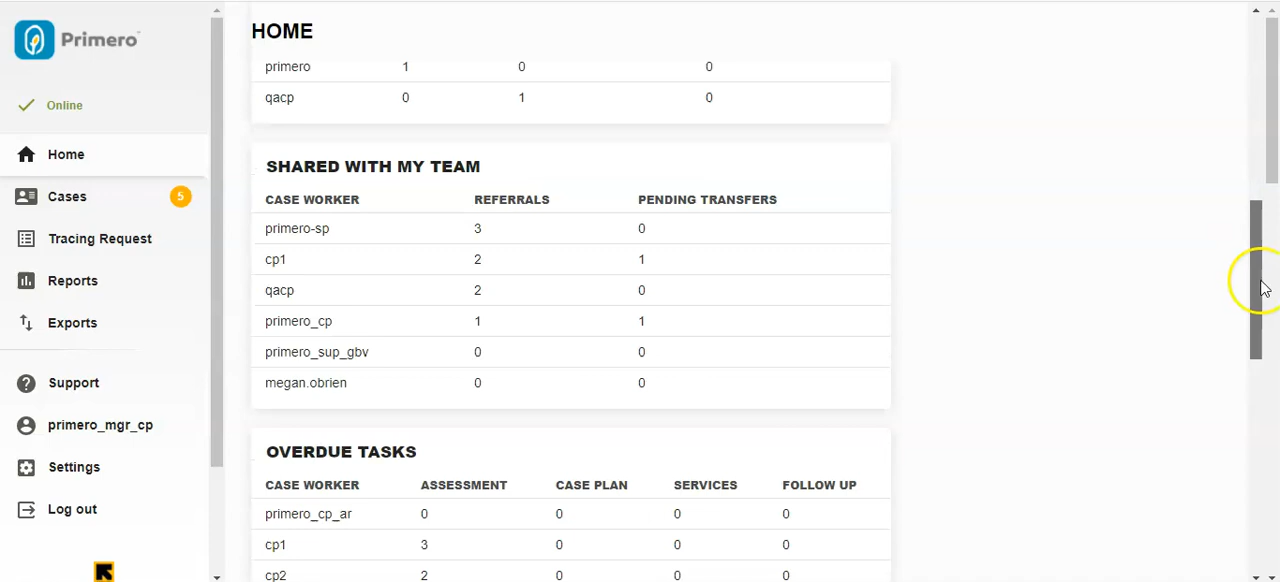 Primero
Online
Home
Cases 5
Tracing Request
Reports
Exports
Support
primero_mgr_cp
Settings
Log out
HOME
primero 1 0 0
qacp 0 1 0
SHARED WITH MY TEAM
CASE WORKER REFERRALS PENDING TRANSFERS
primero-sp 3 0
cp1 2 1
qacp 2 0
primero_cp 1 1
primero_sup_gbv 0 0
megan.obrien 0 0
OVERDUE TASKS
CASE WORKER ASSESSMENT CASE PLAN SERVICES FOLLOW UP
primero_cp_ar 0 0 0 0
cp1 3 0 0 0
cp2 2 0 0 0